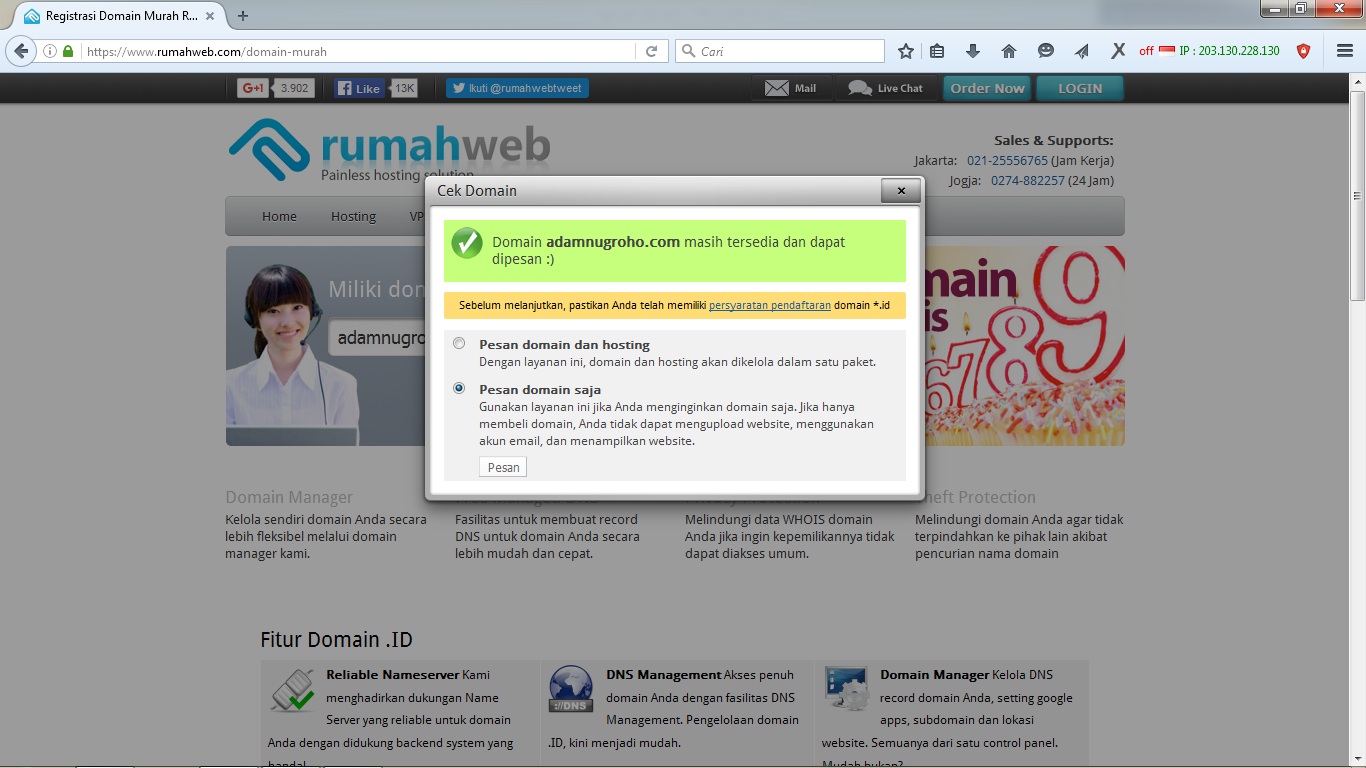 Registrasi Domain Murah R...
https://www.rumahweb.com/domain-murah
Cari
off IP : 203.130.228.130
G+1 3.902
Like 13K
Ikuti @rumahwebtweet
Mail
Live Chat
Order Now
LOGIN
rumahweb
Painless hosting solution
Sales & Supports:
Jakarta: 021-25556765 (Jam Kerja)
Jogja: 0274-882257 (24 Jam)
Home Hosting VP
Cek Domain
Domain adamnugroho.com masih tersedia dan dapat
dipesan :)
Sebelum melanjutkan, pastikan Anda telah memiliki persyaratan pendaftaran domain *.id
Pesan domain dan hosting
Dengan layanan ini, domain dan hosting akan dikelola dalam satu paket.
Pesan domain saja
Gunakan layanan ini jika Anda menginginkan domain saja. Jika hanya
membeli domain, Anda tidak dapat mengupload website, menggunakan
akun email, dan menampilkan website.
Pesan
Miliki don
adamnugro
main
is
6789
Domain Manager
Kelola sendiri domain Anda secara
lebih fleksibel melalui domain
manager kami.
Fasilitas untuk membuat record
DNS untuk domain Anda secara
lebih mudah dan cepat.
Melindungi data WHOIS domain
Anda jika ingin kepemilikannya tidak
dapat diakses umum.
heft Protection
Melindungi domain Anda agar tidak
terpindahkan ke pihak lain akibat
pencurian nama domain
Fitur Domain .ID
Reliable Nameserver Kami
menghadirkan dukungan Name
Server yang reliable untuk domain
Anda dengan didukung backend system yang
handal
://DNS
DNS Management Akses penuh
domain Anda dengan fasilitas DNS
Management. Pengelolaan domain
.ID, kini menjadi mudah.
Domain Manager Kelola DNS
record domain Anda, setting google
apps, subdomain dan lokasi
website. Semuanya dari satu control panel.
Mudah bukan?